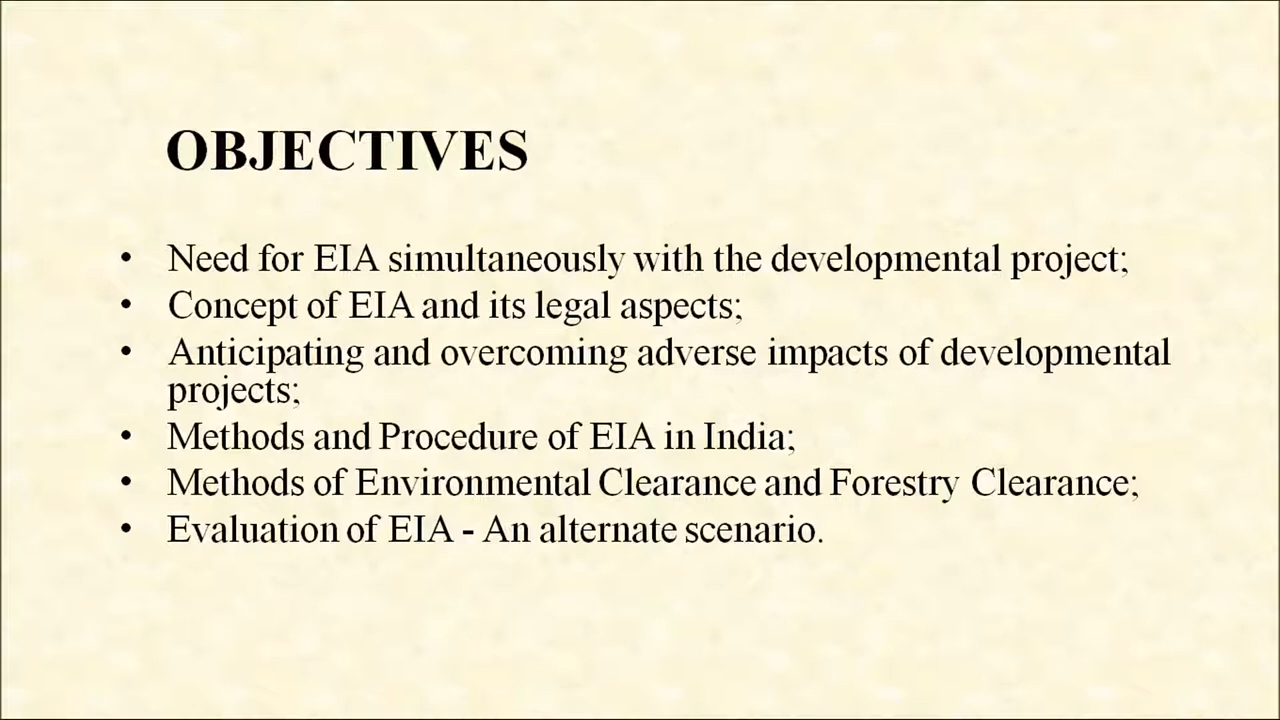 OBJECTIVES
• Need for EIA simultaneously with the developmental project;
• Concept of EIA and its legal aspects;
• Anticipating and overcoming adverse impacts of developmental
projects;
• Methods and Procedure of EIA in India;
• Methods of Environmental Clearance and Forestry Clearance;
• Evaluation of EIA - An alternate scenario.